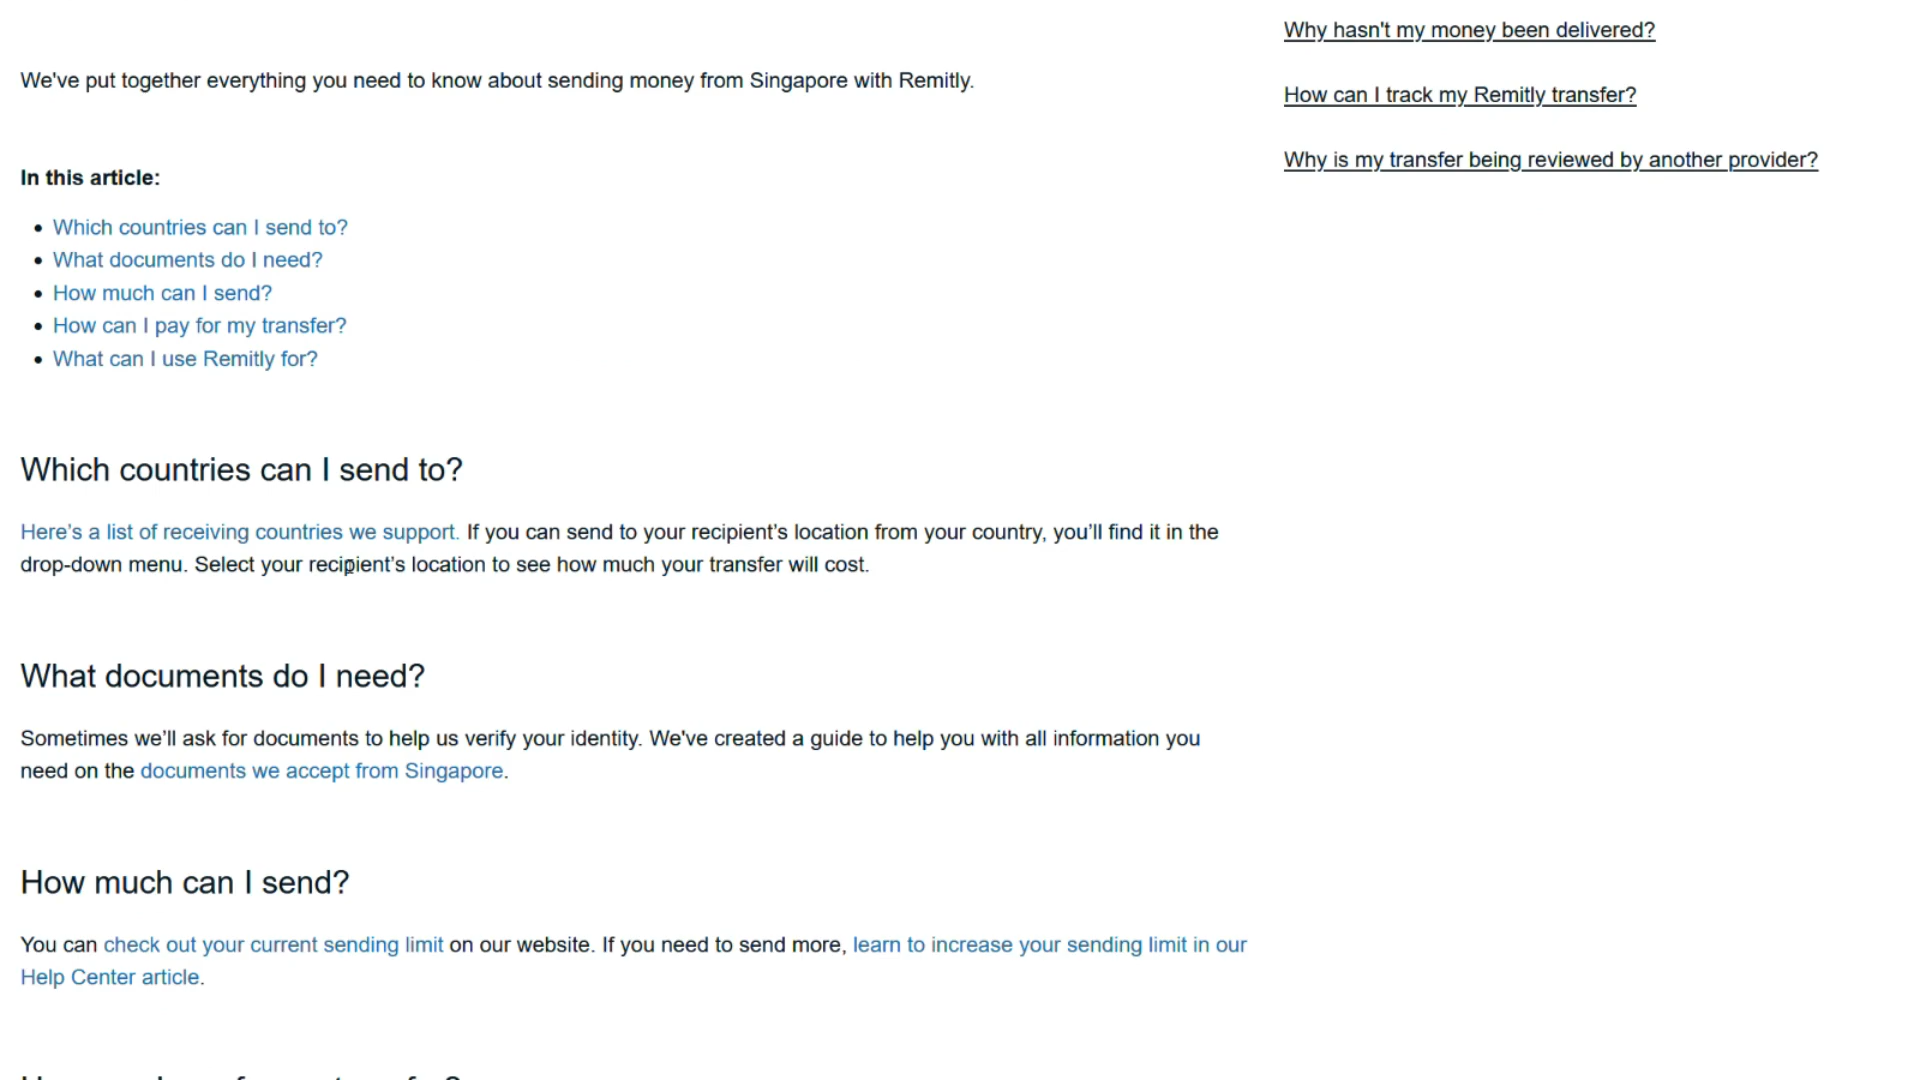 We've put together everything you need to know about sending money from Singapore with Remitly.
In this article:
Which countries can I send to?
What documents do I need?
How much can I send?
How can I pay for my transfer?
What can I use Remitly for?
Which countries can I send to?
Here’s a list of receiving countries we support. If you can send to your recipient’s location from your country, you’ll find it in the
drop-down menu. Select your recipient’s location to see how much your transfer will cost.
What documents do I need?
Sometimes we’ll ask for documents to help us verify your identity. We've created a guide to help you with all information you
need on the documents we accept from Singapore.
How much can I send?
You can check out your current sending limit on our website. If you need to send more, learn to increase your sending limit in our
Help Center article.
Why hasn't my money been delivered?
How can I track my Remitly transfer?
Why is my transfer being reviewed by another provider?